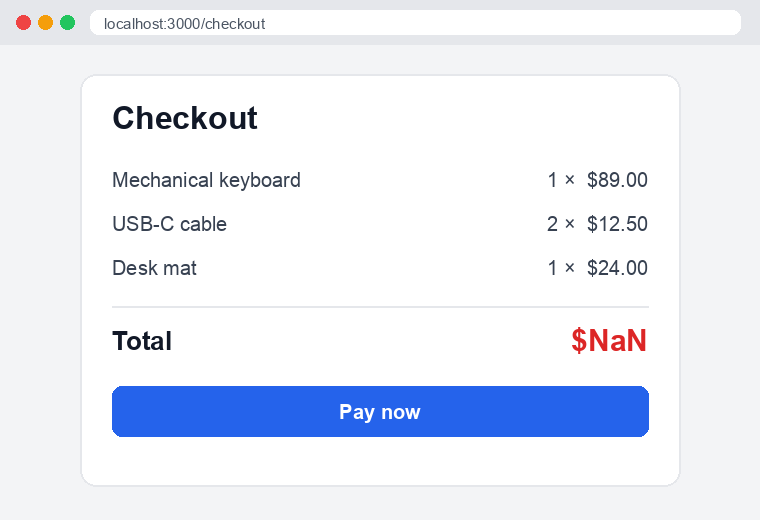 localhost:3000/checkout
Checkout
Mechanical keyboard 1 × $89.00
USB-C cable 2 × $12.50
Desk mat 1 × $24.00
Total $NaN
Pay now